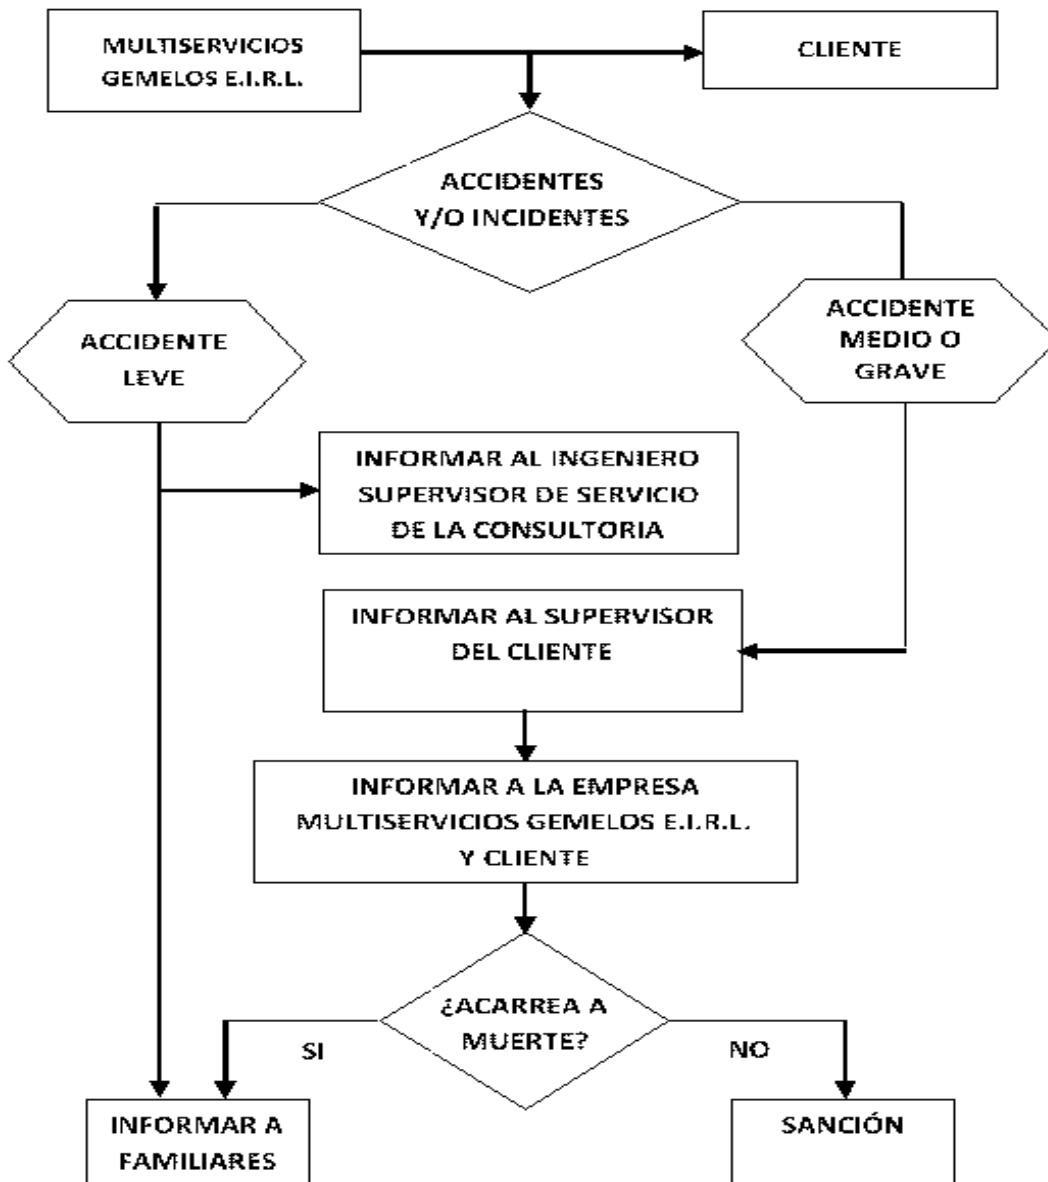 MULTISERVICIOS
GEMELOS E.I.R.L.
CLIENTE
ACCIDENTES
Y/O INCIDENTES
ACCIDENTE
LEVE
ACCIDENTE
MEDIO O
GRAVE
INFORMAR AL INGENIERO
SUPERVISOR DE SERVICIO
DE LA CONSULTORIA
INFORMAR AL SUPERVISOR
DEL CLIENTE
INFORMAR A LA EMPRESA
MULTISERVICIOS GEMELOS E.I.R.L.
Y CLIENTE
¿ACARREA A
MUERTE?
SI
NO
INFORMAR A
FAMILIARES
SANCIÓN